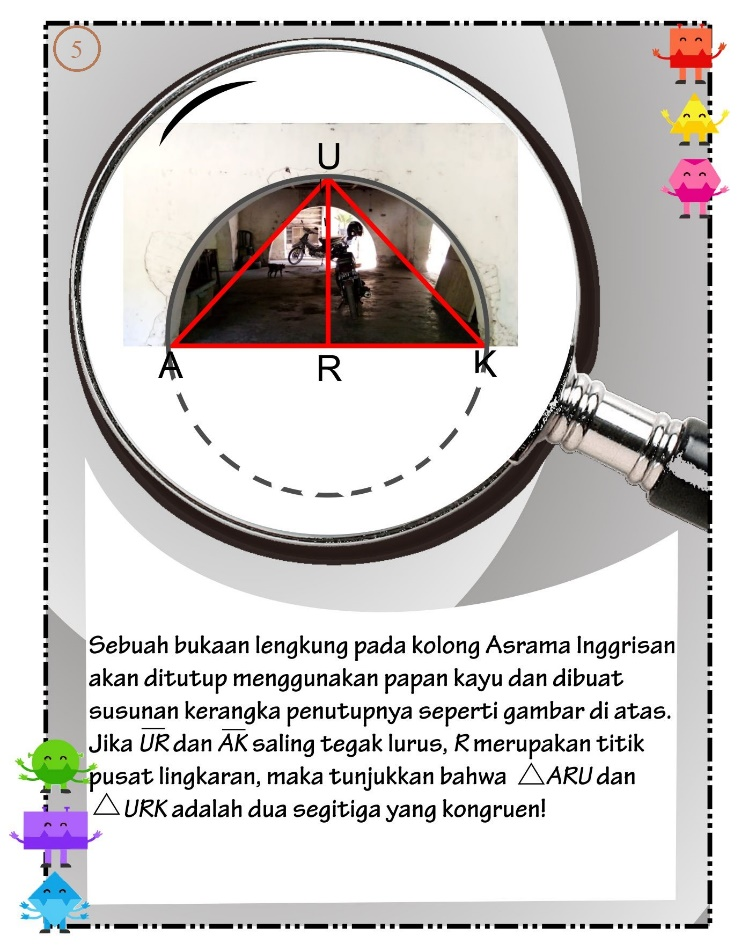 5
U
A
R
K
Sebuah bukaan lengkung pada kolong Asrama Inggrisan
akan ditutup menggunakan papan kayu dan dibuat
susunan kerangka penutupnya seperti gambar di atas.
Jika U̅R̅ dan A̅K̅ saling tegak lurus, R merupakan titik
pusat lingkaran, maka tunjukkan bahwa △ARU dan
△URK adalah dua segitiga yang kongruen!